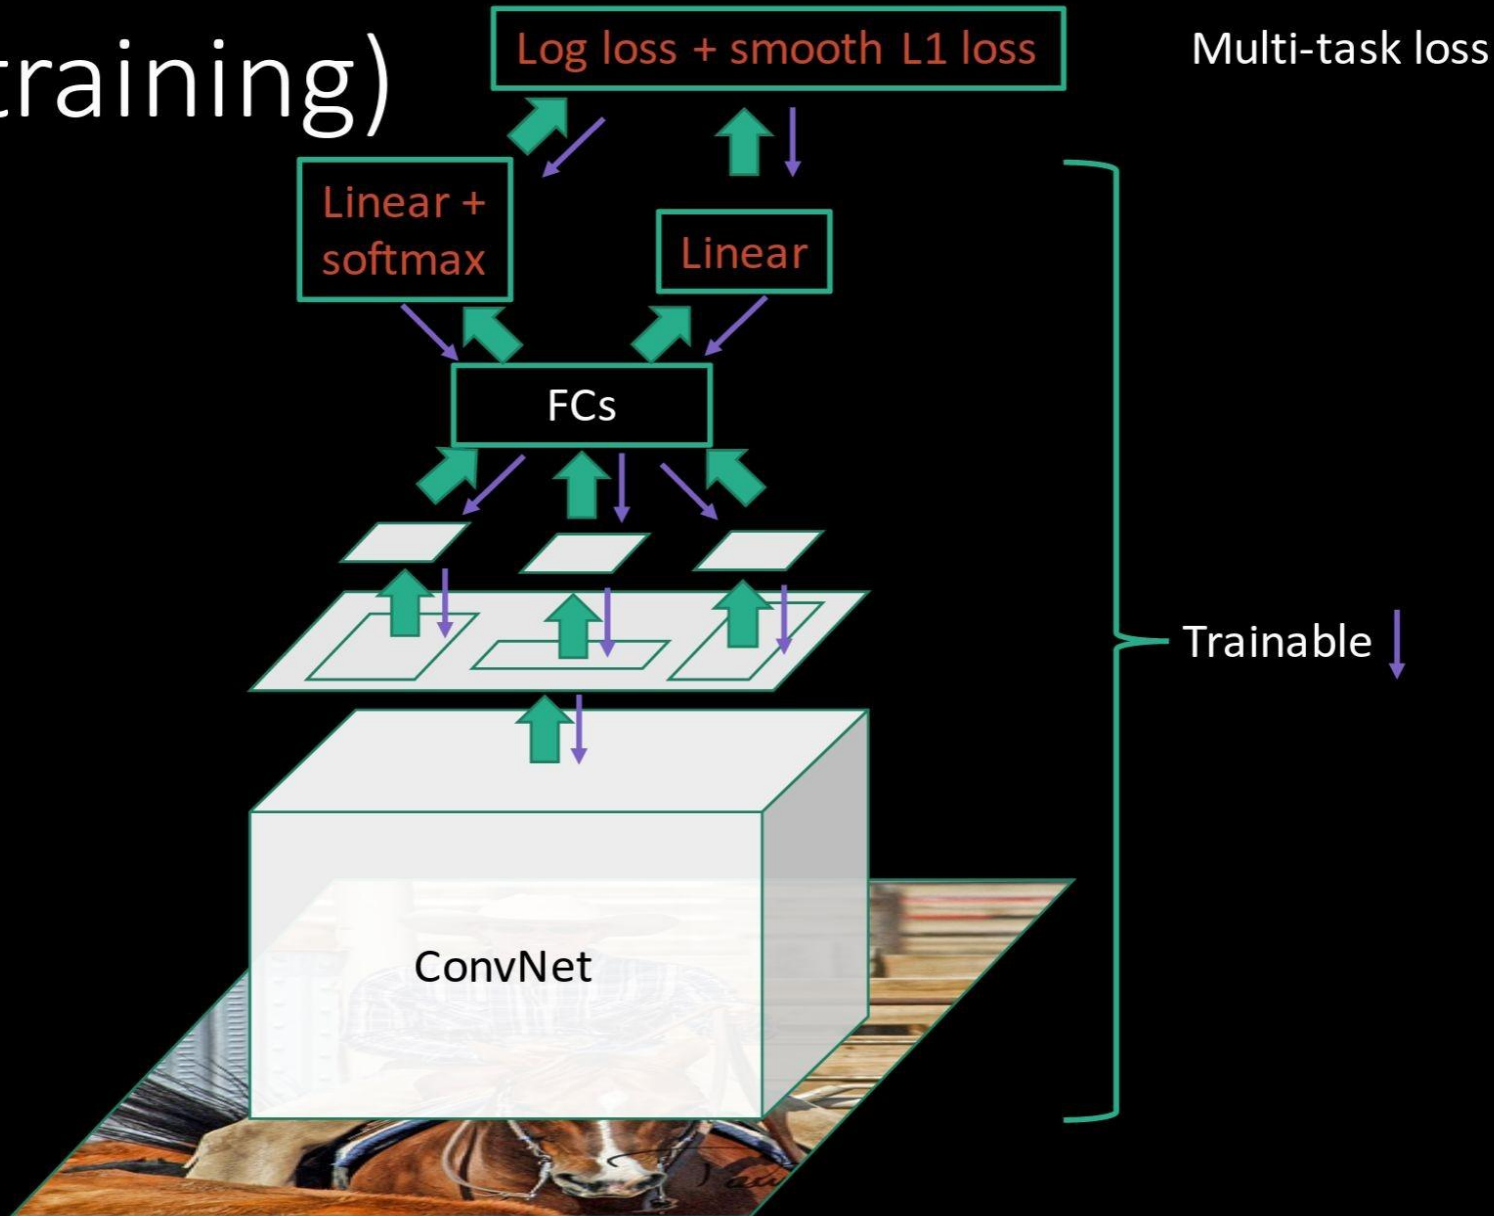 training)
Log loss + smooth L1 loss
Multi-task loss
Linear +
softmax
Linear
FCs
Trainable
ConvNet